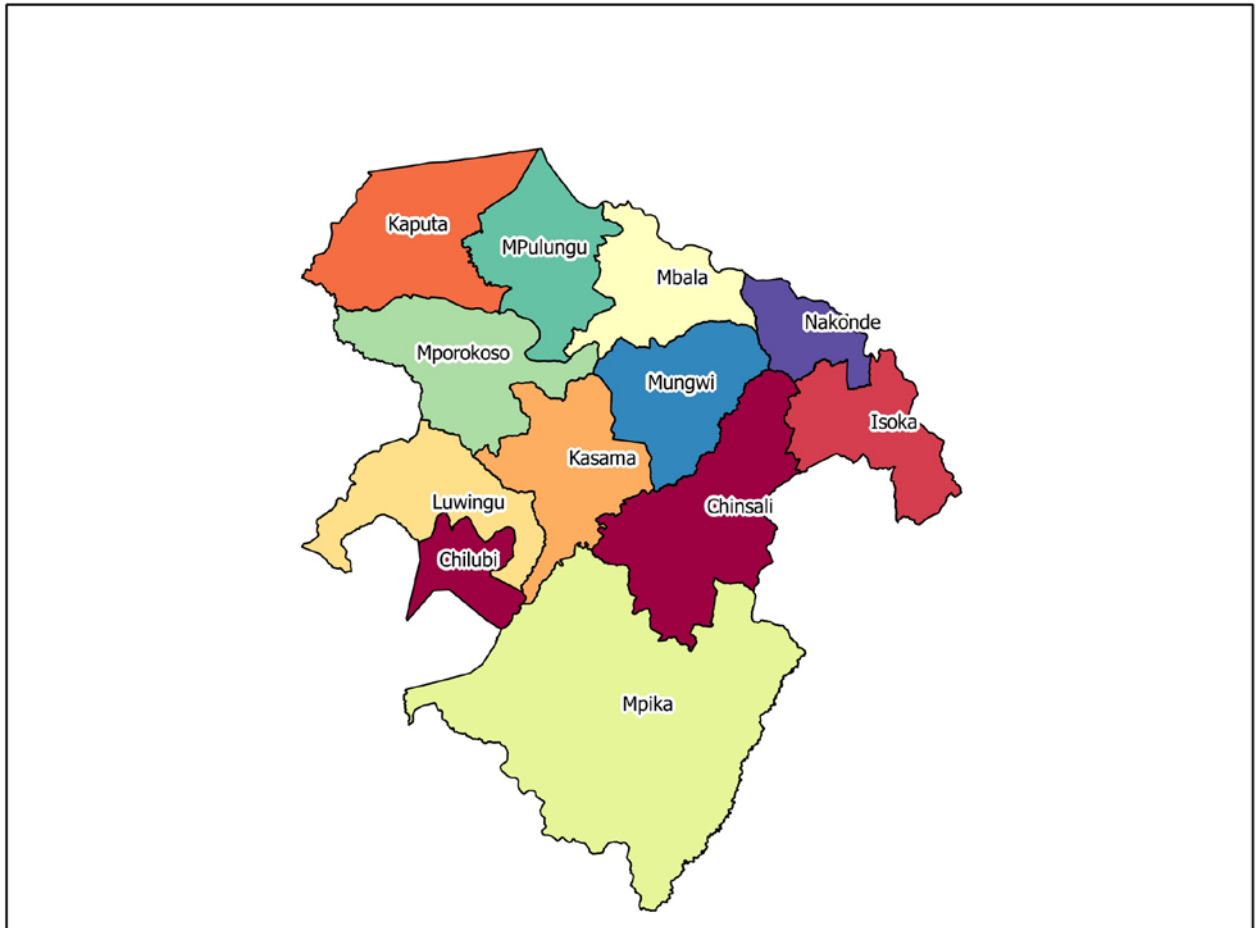 Kaputa
MPulungu
Mbala
Nakonde
Mporokoso
Mungwi
Isoka
Kasama
Luwingu
Chinsali
Chilubi
Mpika